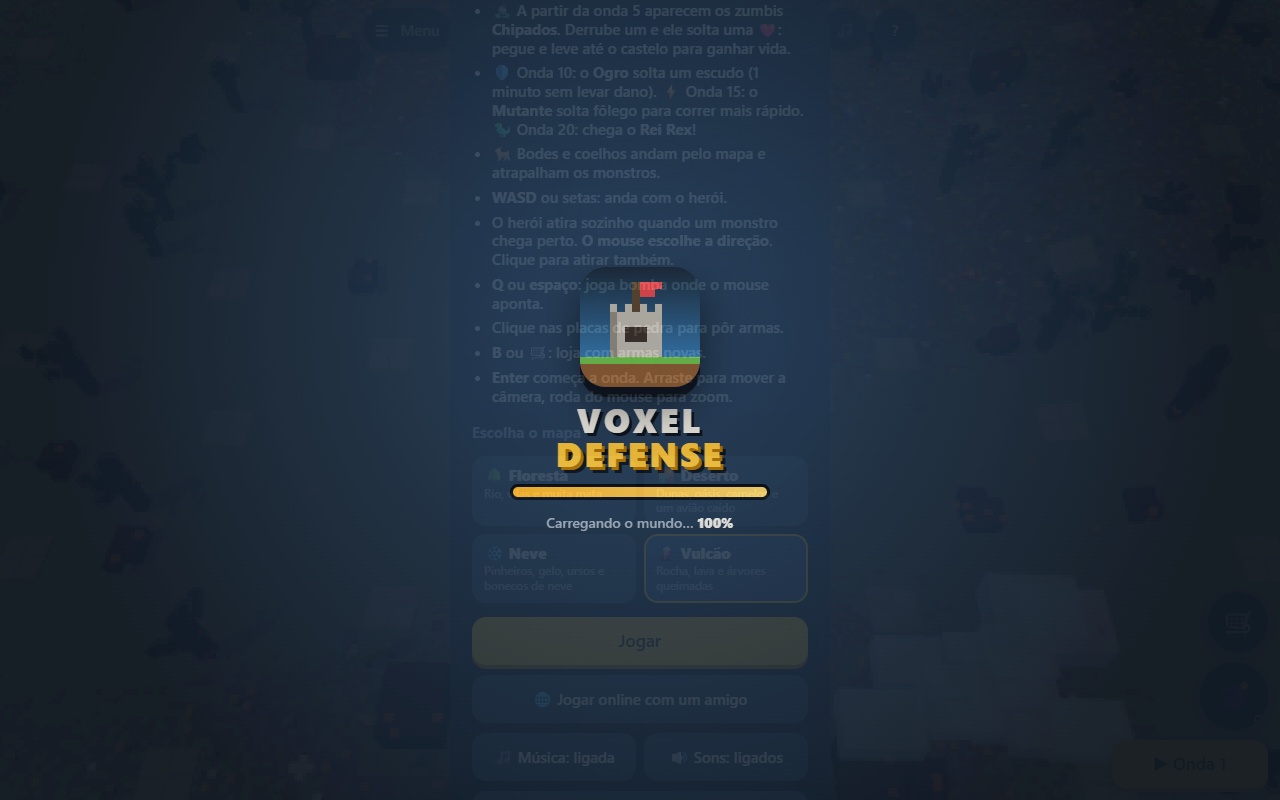 Menu
?
A partir da onda 5 aparecem os zumbis
Chipados. Derrube um e ele solta uma ❤️:
pegue e leve até o castelo para ganhar vida.
Onda 10: o Ogro solta um escudo (1
minuto sem levar dano). Onda 15: o
Mutante solta fôlego para correr mais rápido.
Onda 20: chega o Rei Rex!
Bodes e coelhos andam pelo mapa e
atrapalham os monstros.
WASD ou setas: anda com o herói.
O herói atira sozinho quando um monstro
chega perto. O mouse escolhe a direção.
Clique para atirar também.
Q ou espaço: joga bomba onde o mouse
aponta.
Clique nas placas de pedra para pôr armas.
B ou 🛒: loja com armas novas.
Enter começa a onda. Arraste para mover a
câmera, roda do mouse para zoom.
VOXEL
DEFENSE
Escolha o mapa
Floresta
Deserto
Rio,
e muita mata
e
um avião caído
Carregando o mundo... 100%
Neve
Pinheiros, gelo, ursos e
bonecos de neve
Vulcão
Rocha, lava e árvores
queimadas
Jogar
Jogar online com um amigo
Música: ligada
Sons: ligados
▶ Onda 1